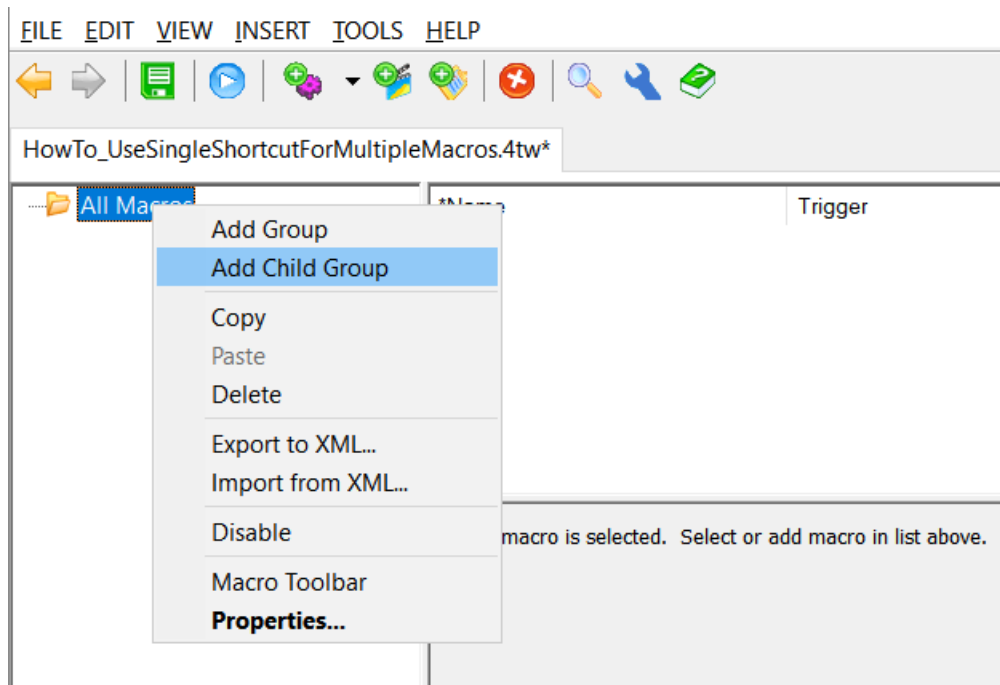 FILE EDIT VIEW INSERT TOOLS HELP
HowTo_UseSingleShortcutForMultipleMacros.4tw*
All Macros
*Name Trigger
Add Group
Add Child Group
Copy
Paste
Delete
Export to XML...
Import from XML...
Disable
macro is selected. Select or add macro in list above.
Macro Toolbar
Properties...